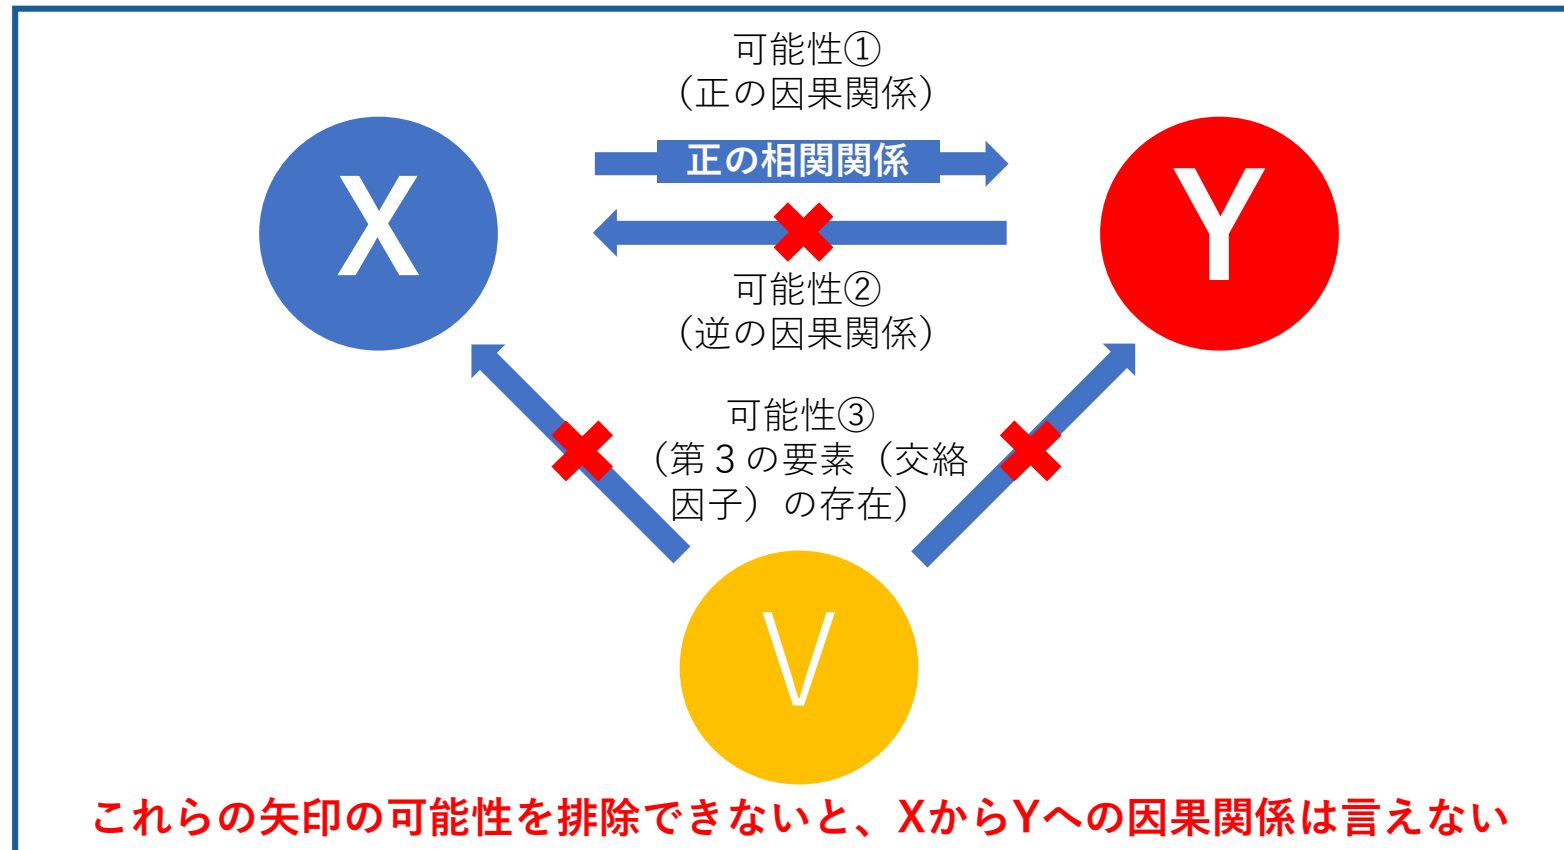 可能性①
（正の因果関係）
正の相関関係
X
Y
可能性②
（逆の因果関係）
可能性③
（第３の要素（交絡
因子）の存在）
V
これらの矢印の可能性を排除できないと、XからYへの因果関係は言えない